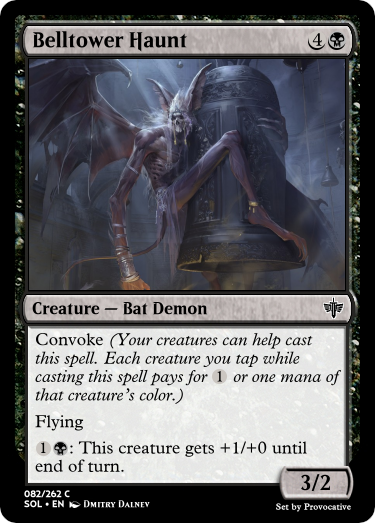 Belltower Haunt 4
Creature — Bat Demon
Convoke (Your creatures can help cast
this spell. Each creature you tap while
casting this spell pays for 1 or one mana of
that creature's color.)
Flying
1 : This creature gets +1/+0 until
end of turn.
3/2
082/262 C
SOL • EN Dmitry Dalnev
Set by Provocative